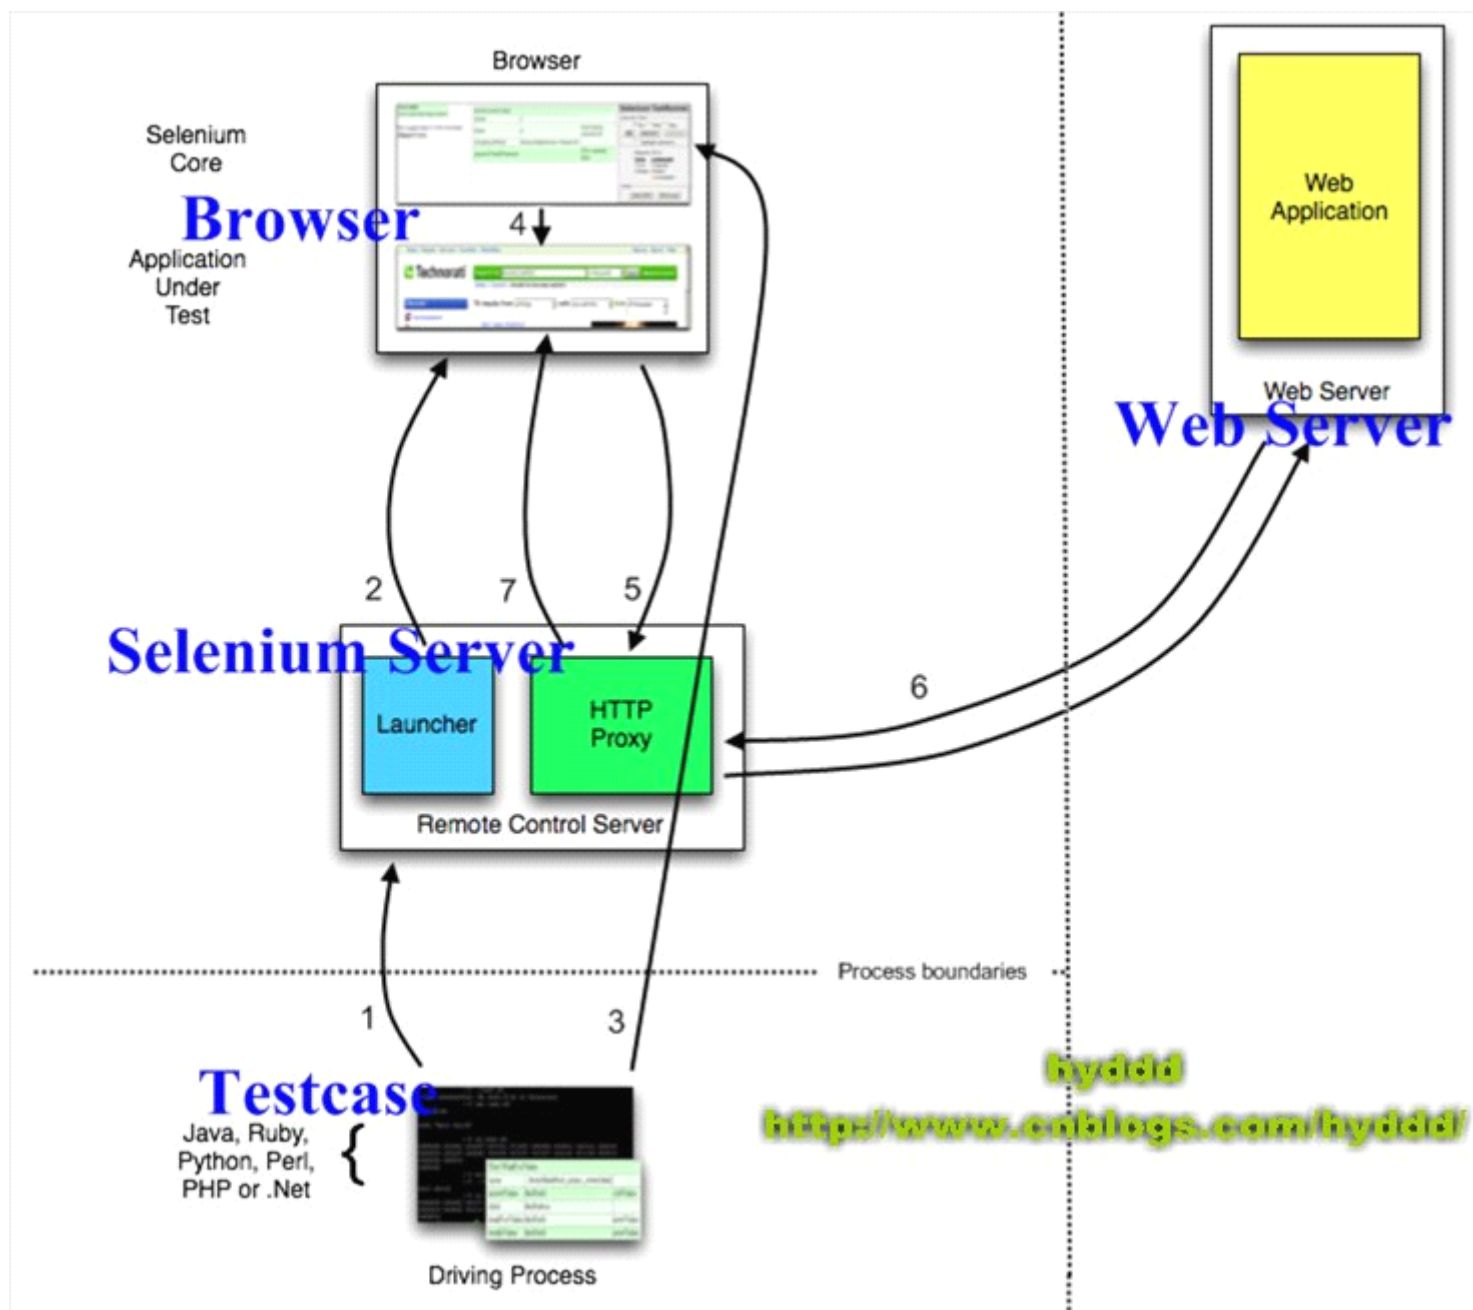 Browser
Selenium
Core
Browser
4
Application
Under
Test
Technorati
Web
Application
Web Server
Web Server
2
7
5
Selenium Server
Launcher
HTTP
Proxy
6
Remote Control Server
Process boundaries
1
3
Testcase
Java, Ruby,
Python, Perl,
PHP or .Net
Driving Process
hyddd
http://www.cnblogs.com/hyddd/